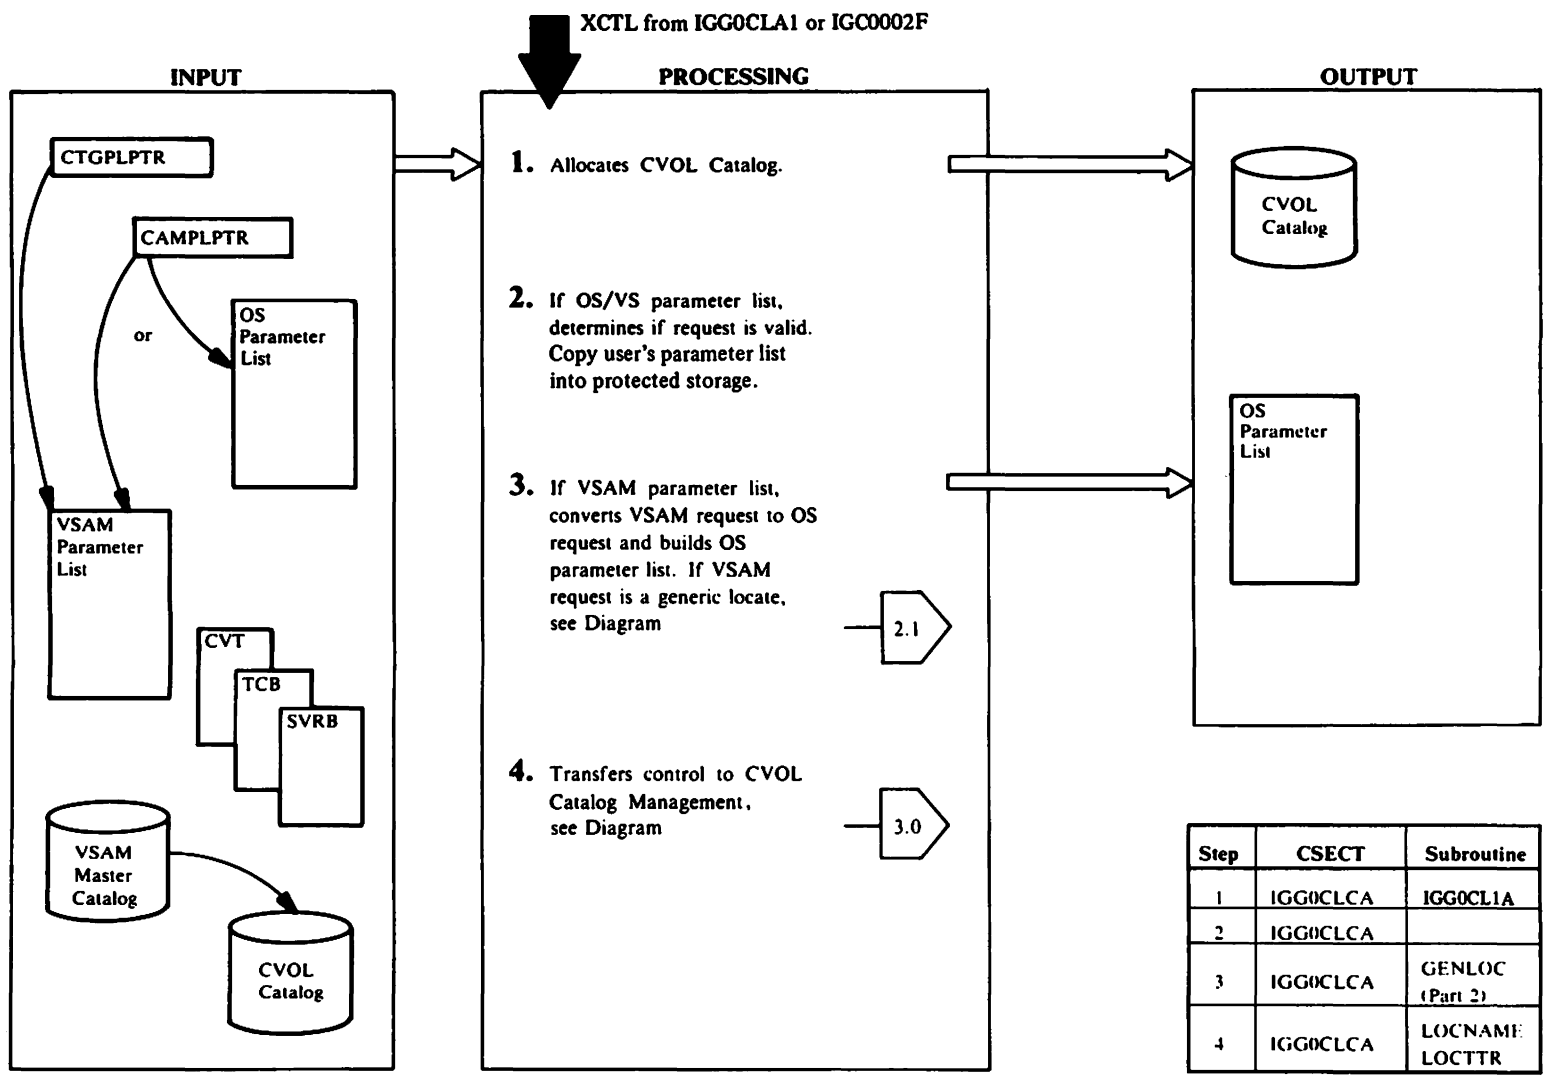 XCTL from IGG0CLA1 or IGC0002F
INPUT
PROCESSING
OUTPUT
CTGPLPTR
CAMPLPTR
or
OS
Parameter
List
VSAM
Parameter
List
CVT
TCB
SVRB
VSAM
Master
Catalog
CVOL
Catalog
1. Allocates CVOL Catalog.
2. If OS/VS parameter list,
determines if request is valid.
Copy user's parameter list
into protected storage.
3. If VSAM parameter list,
converts VSAM request to OS
request and builds OS
parameter list. If VSAM
request is a generic locate,
see Diagram
2.1
4. Transfers control to CVOL
Catalog Management,
see Diagram
3.0
CVOL
Catalog
OS
Parameter
List
Step CSECT Subroutine
1 IGG0CLCA IGG0CL1A
2 IGG0CLCA
3 IGG0CLCA GENLOC
(Part 2)
4 IGG0CLCA LOCNAME
LOCTTR